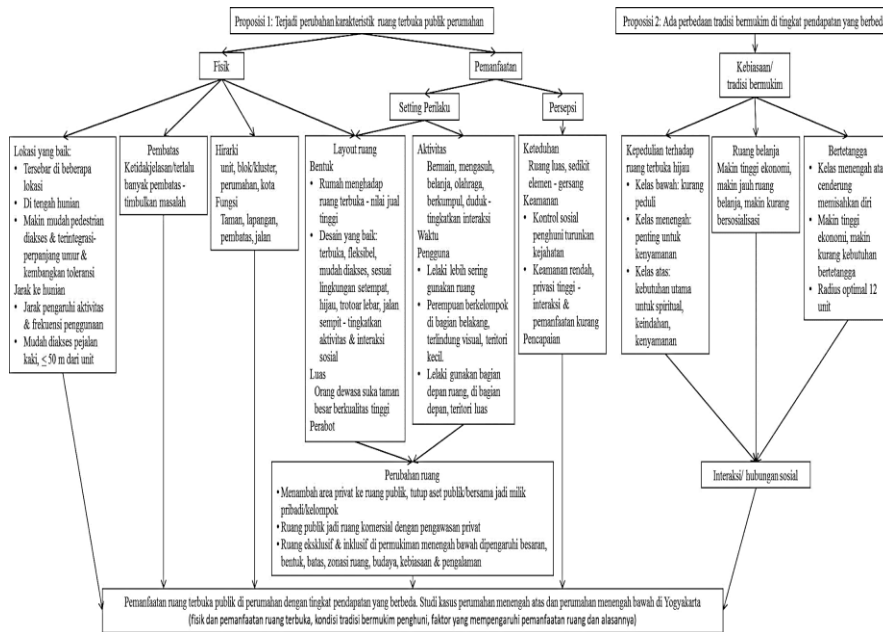 Proposisi 1: Terjadi perubahan karakteristik ruang terbuka publik perumahan
Proposisi 2: Ada perbedaan tradisi bermukim di tingkat pendapatan yang berbeda
Fisik
Pemanfaatan
Kebiasaan/
tradisi bermukim
Setting Perilaku
Persepsi
Lokasi yang baik:
• Tersebar di beberapa
lokasi
• Di tengah hunian
• Makin mudah pedestrian
diakses & terintegrasi-
perpanjang umur &
kembangkan toleransi
Jarak ke hunian
• Jarak pengaruhi aktivitas
& frekuensi penggunaan
• Mudah diakses pejalan
kaki, ≤ 50 m dari unit
Pembatas
Ketidakjelasan/terlalu
banyak pembatas -
timbulkan masalah
Hirarki
unit, blok/kluster,
perumahan, kota
Fungsi
Taman, lapangan,
pembatas, jalan
Layout ruang
Bentuk
• Rumah menghadap
ruang terbuka - nilai jual
tinggi
• Desain yang baik:
terbuka, fleksibel,
mudah diakses, sesuai
lingkungan setempat,
hijau, trotoar lebar, jalan
sempit - tingkatkan
aktivitas & interaksi
sosial
Luas
Orang dewasa suka taman
besar berkualitas tinggi
Perabot
Aktivitas
Bermain, mengasuh,
belanja, olahraga,
berkumpul, duduk -
tingkatkan interaksi
Waktu
Pengguna
• Lelaki lebih sering
gunakan ruang
• Perempuan berkelompok
di bagian belakang,
terlindung visual, teritori
kecil.
• Lelaki gunakan bagian
depan ruang, di bagian
depan, teritori luas
Keteduhan
Ruang luas, sedikit
elemen - gersang
Keamanan
• Kontrol sosial
penghuni turunkan
kejahatan
• Keamanan rendah,
privasi tinggi -
interaksi &
pemanfaatan kurang
Pencapaian
Kepedulian terhadap
ruang terbuka hijau
• Kelas bawah: kurang
peduli
• Kelas menengah:
penting untuk
kenyamanan
• Kelas atas:
kebutuhan utama
untuk spiritual,
keindahan,
kenyamanan
Ruang belanja
Makin tinggi ekonomi,
makin jauh ruang
belanja, makin kurang
bersosialisasi
Bertetangga
• Kelas menengah atas
cenderung
memisahkan diri
• Makin tinggi
ekonomi, makin
kurang kebutuhan
bertetangga
• Radius optimal 12
unit
Perubahan ruang
• Menambah area privat ke ruang publik, tutup aset publik/bersama jadi milik
pribadi/kelompok
• Ruang publik jadi ruang komersial dengan pengawasan privat
• Ruang eksklusif & inklusif di permukiman menengah bawah dipengaruhi besaran,
bentuk, batas, zonasi ruang, budaya, kebiasaan & pengalaman
Interaksi/ hubungan sosial
Pemanfaatan ruang terbuka publik di perumahan dengan tingkat pendapatan yang berbeda. Studi kasus perumahan menengah atas dan perumahan menengah bawah di Yogyakarta
(fisik dan pemanfaatan ruang terbuka, kondisi tradisi bermukim penghuni, faktor yang mempengaruhi pemanfaatan ruang dan alasannya)